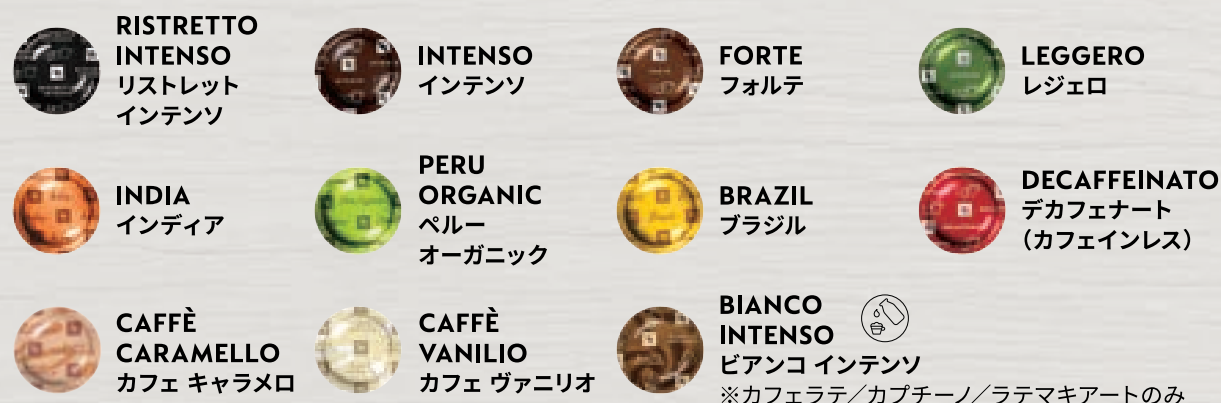 RISTRETTO
INTENSO
リストレット
インテンソ
INTENSO
インテンソ
FORTE
フォルテ
LEGGERO
レジェロ
INDIA
インディア
PERU
ORGANIC
ペルー
オーガニック
BRAZIL
ブラジル
DECAFFEINATO
デカフェナート
（カフェインレス）
CAFFÈ
CARAMELLO
カフェ キャラメロ
CAFFÈ
VANILIO
カフェ ヴァニリオ
BIANCO
INTENSO
ビアンコ インテンソ
※カフェラテ／カプチーノ／ラテマキアートのみ